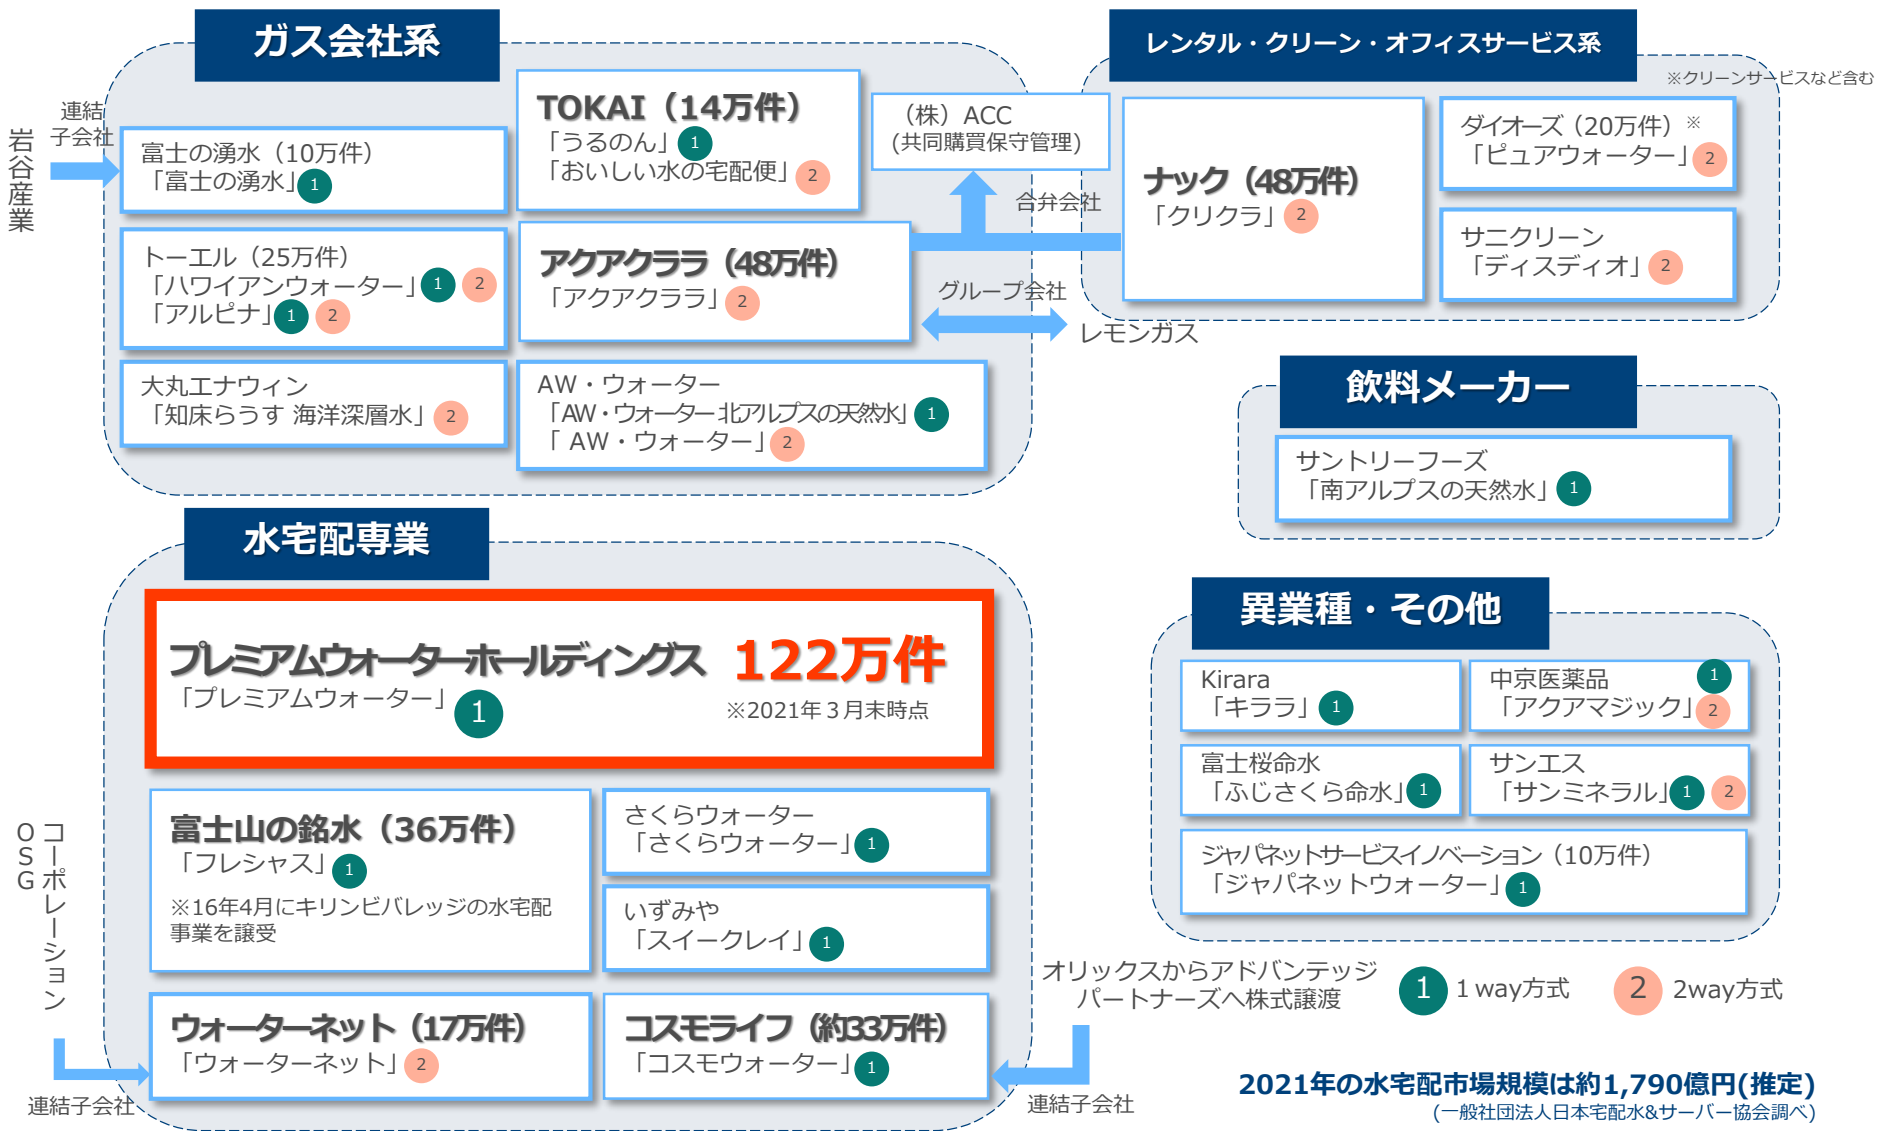 ガス会社系
連結
子会社
岩谷産業
富士の湧水（10万件）
「富士の湧水」1
TOKAI（14万件）
「うるのん」1
「おいしい水の宅配便」2
トーエル（25万件）
「ハワイアンウォーター」1 2
「アルピナ」1 2
アクアクララ（48万件）
「アクアクララ」2
大丸エナウィン
「知床らうす 海洋深層水」2
AW・ウォーター
「AW・ウォーター北アルプスの天然水」1
「 AW・ウォーター」2
（株）ACC
(共同購買保守管理)
合弁会社
グループ会社
レモンガス
レンタル・クリーン・オフィスサービス系
※クリーンサービスなど含む
ナック（48万件）
「クリクラ」2
ダイオーズ（20万件）※
「ピュアウォーター」2
サニクリーン
「ディスディオ」2
飲料メーカー
サントリーフーズ
「南アルプスの天然水」1
水宅配専業
プレミアムウォーターホールディングス 122万件
「プレミアムウォーター」1
※2021年３月末時点
富士山の銘水（36万件）
「フレシャス」1
※16年4月にキリンビバレッジの水宅配
事業を譲受
さくらウォーター
「さくらウォーター」1
いずみや
「スイークレイ」1
ウォーターネット（17万件）
「ウォーターネット」2
コスモライフ（約33万件）
「コスモウォーター」1
OSG
コーポレーション
連結子会社
オリックスからアドバンテッジ
パートナーズへ株式譲渡
連結子会社
異業種・その他
Kirara
「キララ」1
中京医薬品 1
「アクアマジック」2
富士桜命水
「ふじさくら命水」1
サンエス
「サンミネラル」1 2
ジャパネットサービスイノベーション（10万件）
「ジャパネットウォーター」1
1 １way方式
2 2way方式
2021年の水宅配市場規模は約1,790億円(推定)
(一般社団法人日本宅配水&サーバー協会調べ)